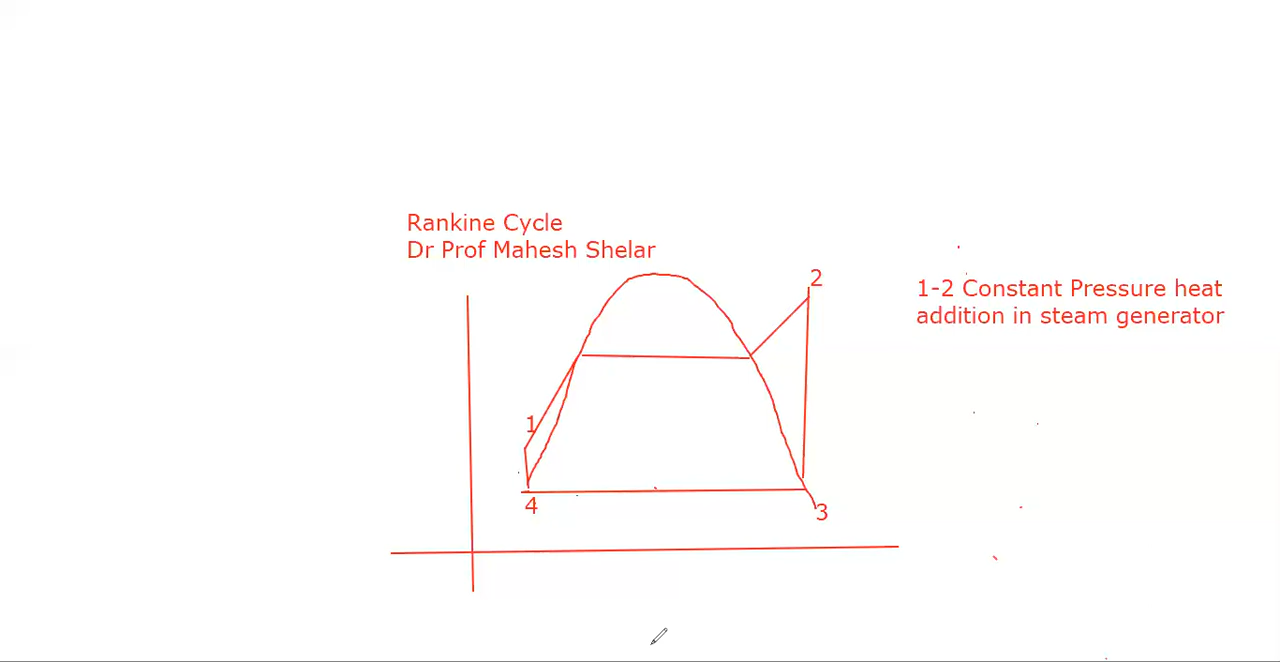 Rankine Cycle
Dr Prof Mahesh Shelar
2
1-2 Constant Pressure heat
addition in steam generator
1
4
3